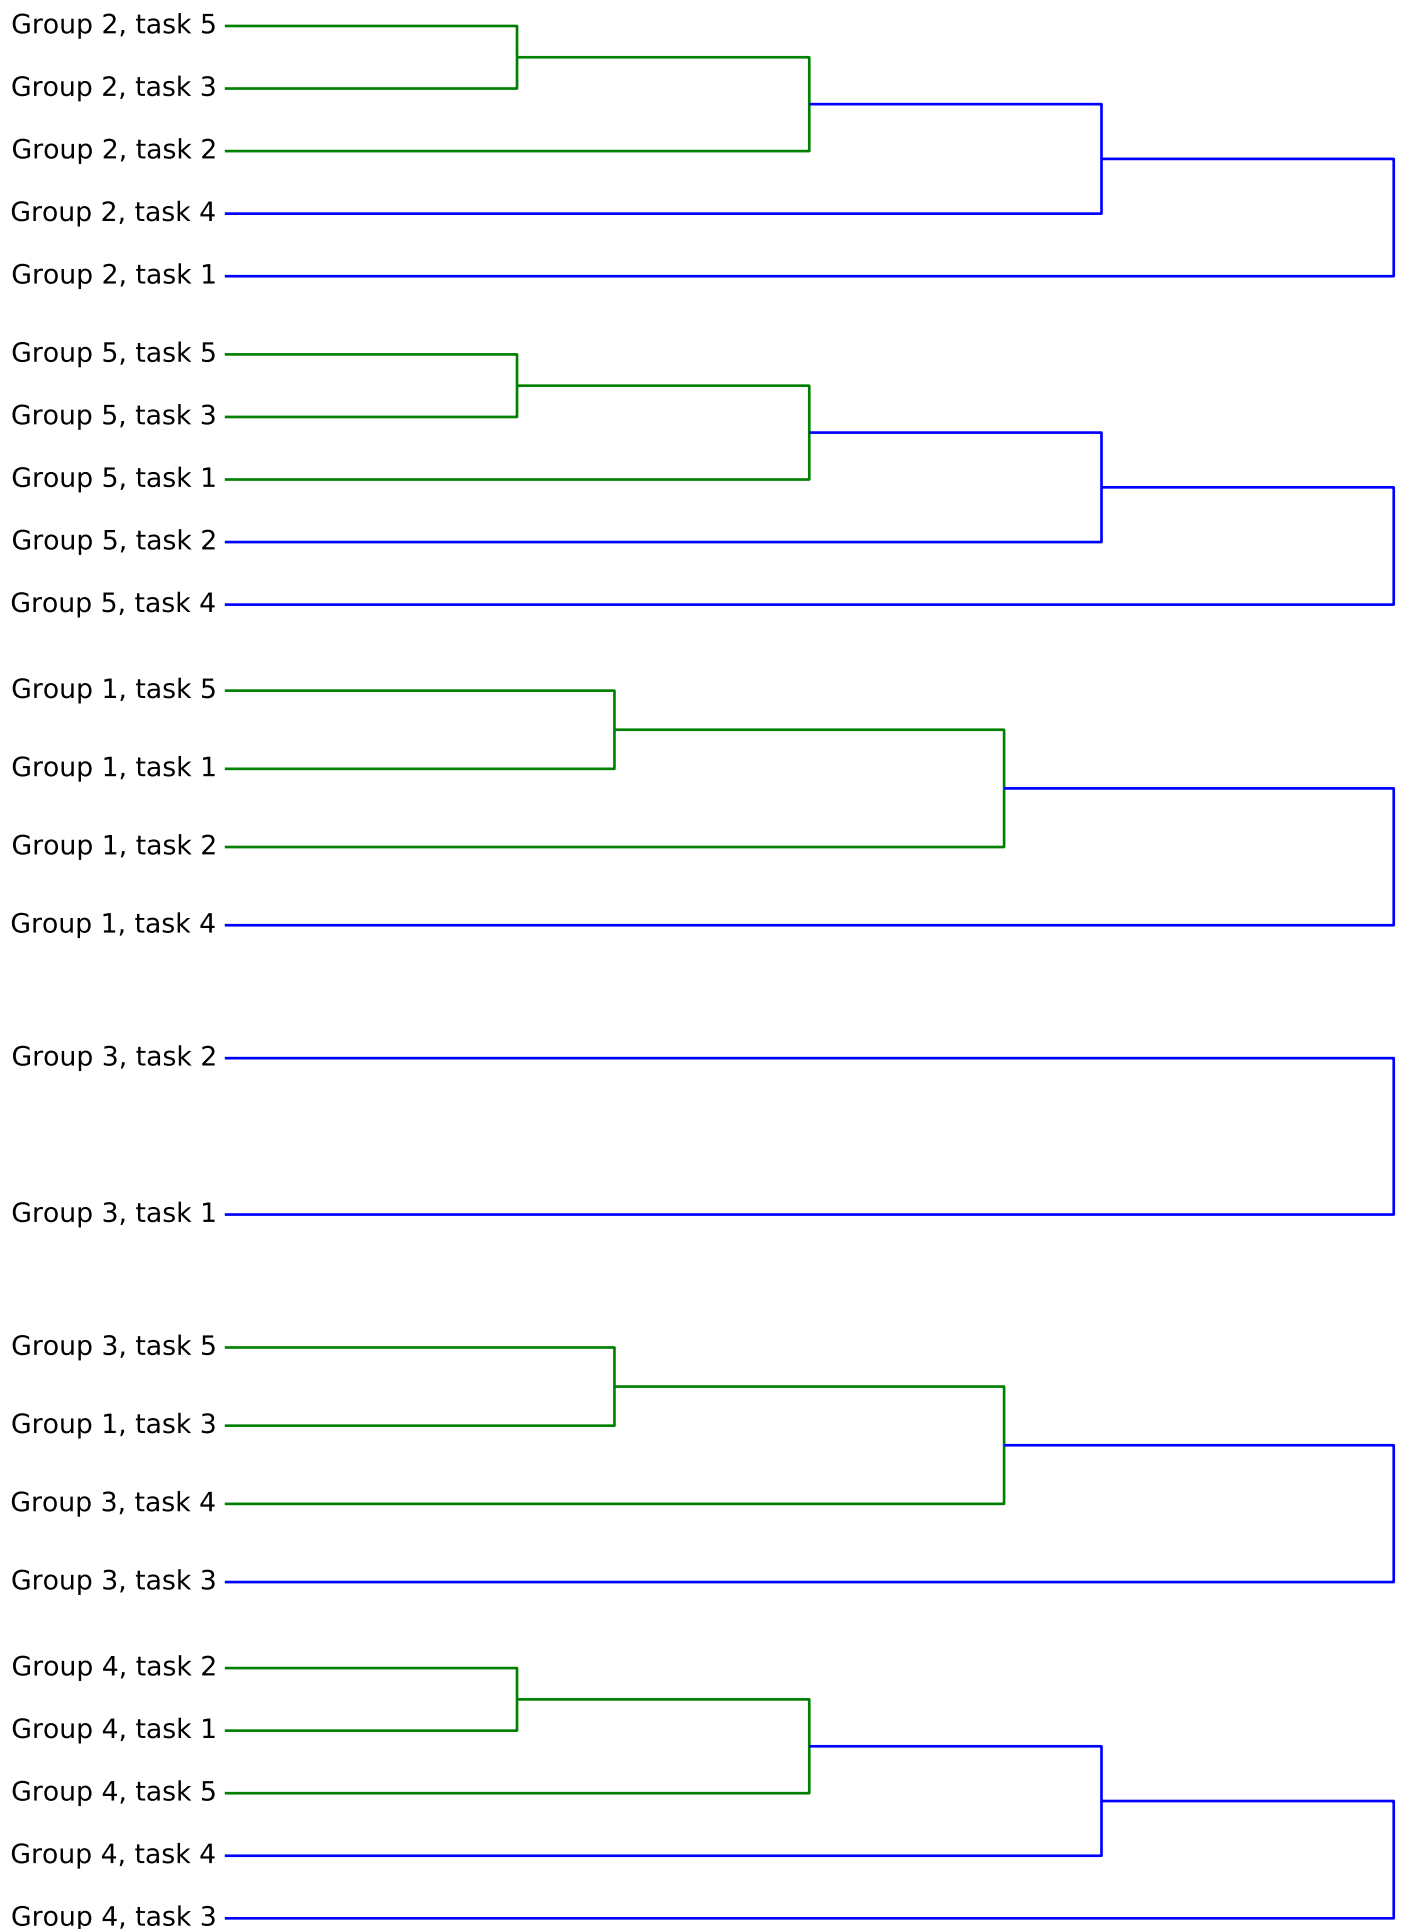 Group 2, task 5
Group 2, task 3
Group 2, task 2
Group 2, task 4
Group 2, task 1
Group 5, task 5
Group 5, task 3
Group 5, task 1
Group 5, task 2
Group 5, task 4
Group 1, task 5
Group 1, task 1
Group 1, task 2
Group 1, task 4
Group 3, task 2
Group 3, task 1
Group 3, task 5
Group 1, task 3
Group 3, task 4
Group 3, task 3
Group 4, task 2
Group 4, task 1
Group 4, task 5
Group 4, task 4
Group 4, task 3